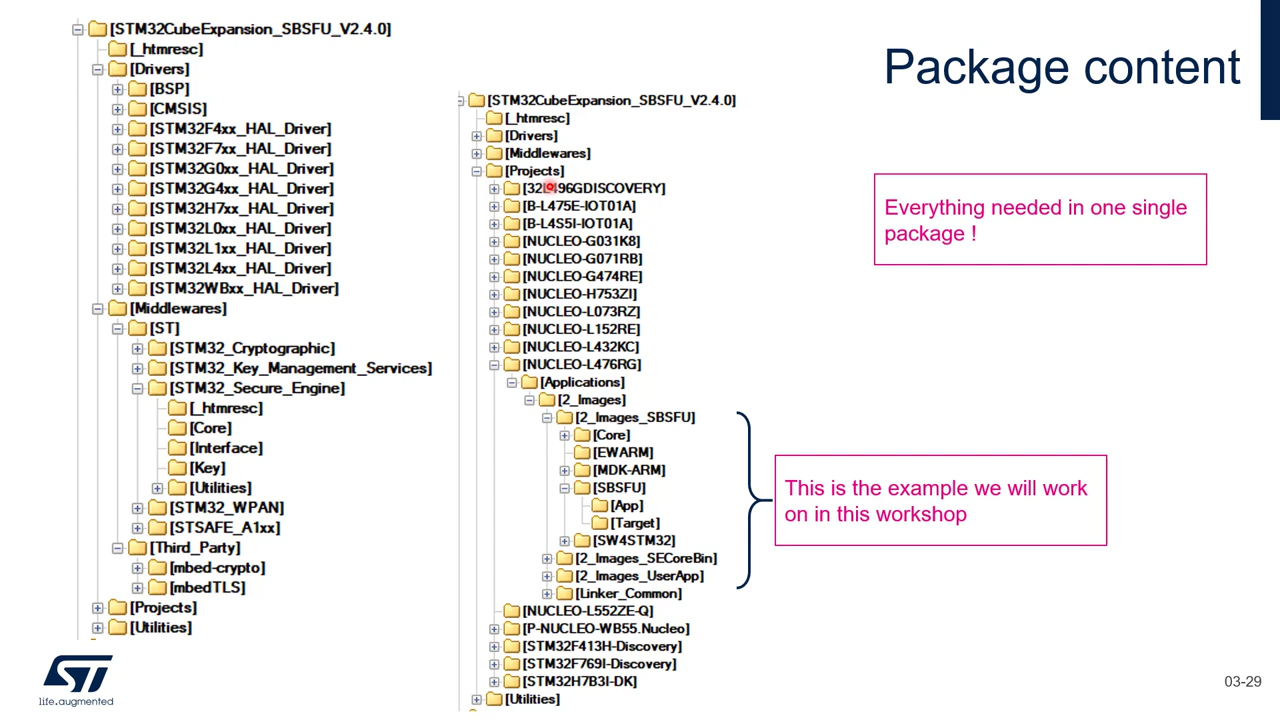 Package content
[STM32CubeExpansion_SBSFU_V2.4.0]
[_htmresc]
[Drivers]
[BSP]
[CMSIS]
[STM32F4xx_HAL_Driver]
[STM32F7xx_HAL_Driver]
[STM32G0xx_HAL_Driver]
[STM32G4xx_HAL_Driver]
[STM32H7xx_HAL_Driver]
[STM32L0xx_HAL_Driver]
[STM32L1xx_HAL_Driver]
[STM32L4xx_HAL_Driver]
[STM32WBxx_HAL_Driver]
[Middlewares]
[ST]
[STM32_Cryptographic]
[STM32_Key_Management_Services]
[STM32_Secure_Engine]
[_htmresc]
[Core]
[Interface]
[Key]
[Utilities]
[STM32_WPAN]
[STSAFE_A1xx]
[Third_Party]
[mbed-crypto]
[mbedTLS]
[Projects]
[Utilities]
[STM32CubeExpansion_SBSFU_V2.4.0]
[_htmresc]
[Drivers]
[Middlewares]
[Projects]
[32L496GDISCOVERY]
[B-L475E-IOT01A]
[B-L4S5I-IOT01A]
[NUCLEO-G031K8]
[NUCLEO-G071RB]
[NUCLEO-G474RE]
[NUCLEO-H753ZI]
[NUCLEO-L073RZ]
[NUCLEO-L152RE]
[NUCLEO-L432KC]
[NUCLEO-L476RG]
[Applications]
[2_Images]
[2_Images_SBSFU]
[Core]
[EWARM]
[MDK-ARM]
[SBSFU]
[App]
[Target]
[SW4STM32]
[2_Images_SECoreBin]
[2_Images_UserApp]
[Linker_Common]
[NUCLEO-L552ZE-Q]
[P-NUCLEO-WB55.Nucleo]
[STM32F413H-Discovery]
[STM32F769I-Discovery]
[STM32H7B3I-DK]
[Utilities]
Everything needed in one single
package !
This is the example we will work
on in this workshop
ST
life.augmented
03-29